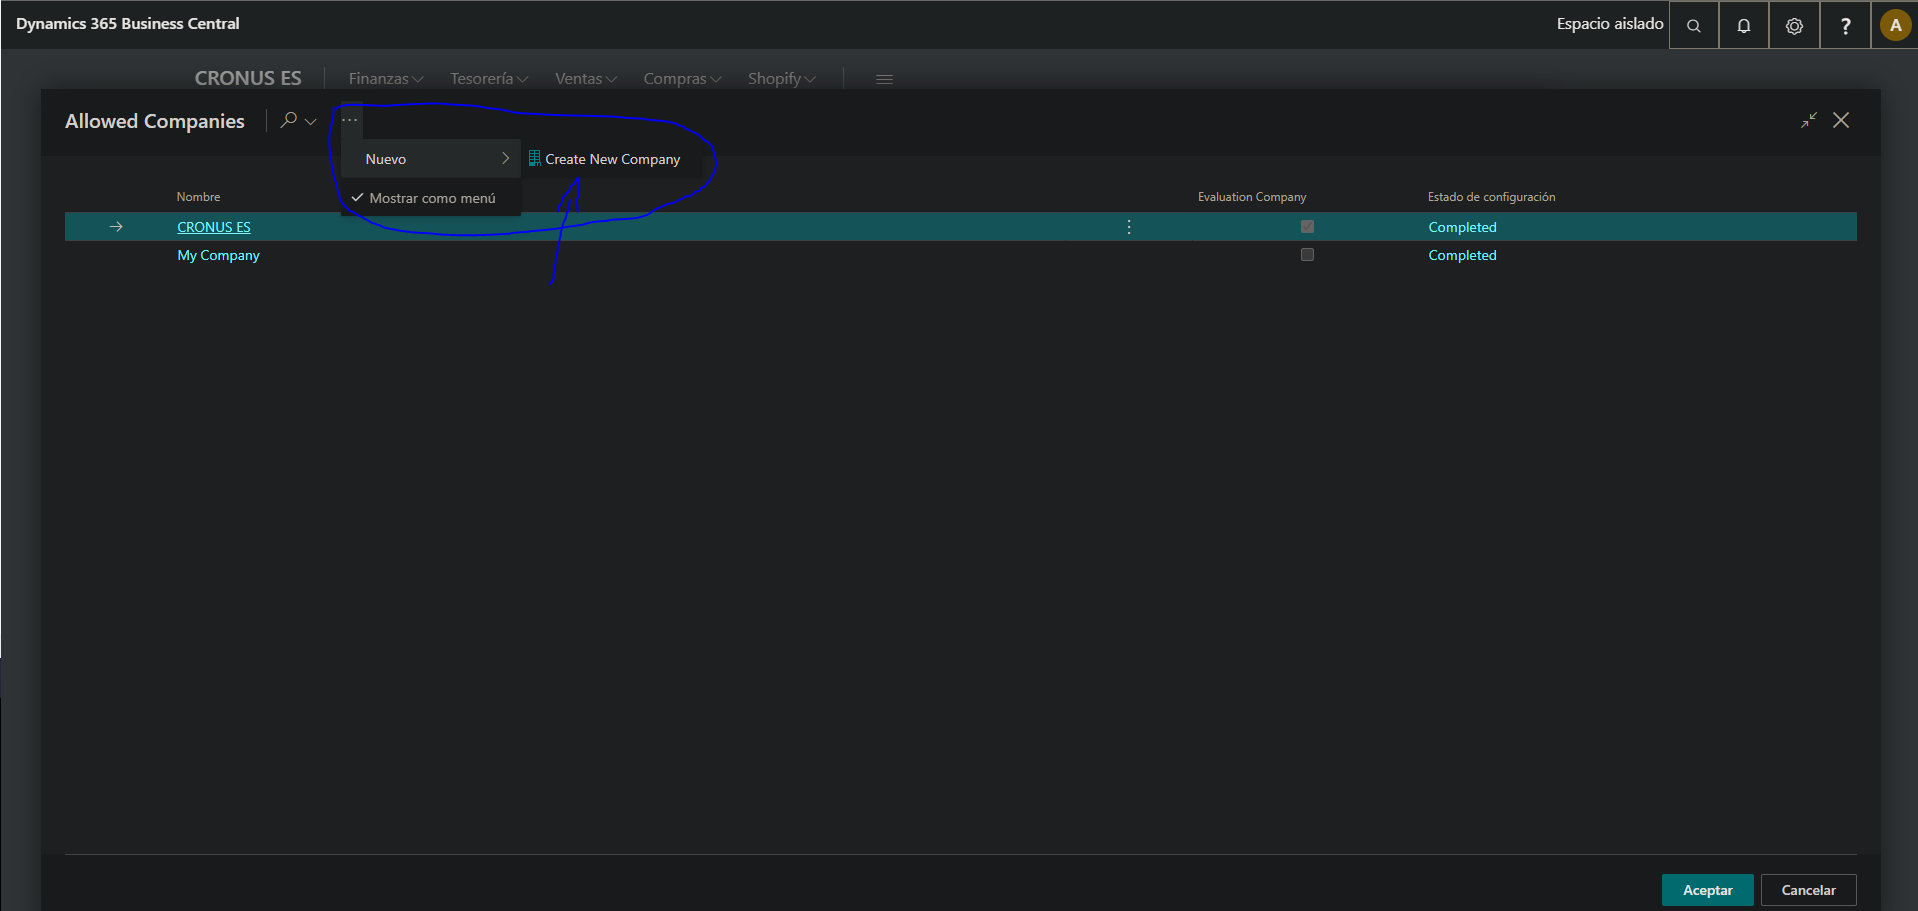 Dynamics 365 Business Central
Espacio aislado
?
A
CRONUS ES
Finanzas
Tesorería
Ventas
Compras
Shopify
Allowed Companies
Nuevo
Create New Company
Mostrar como menú
Nombre
Evaluation Company
Estado de configuración
CRONUS ES
Completed
My Company
Completed
Aceptar
Cancelar